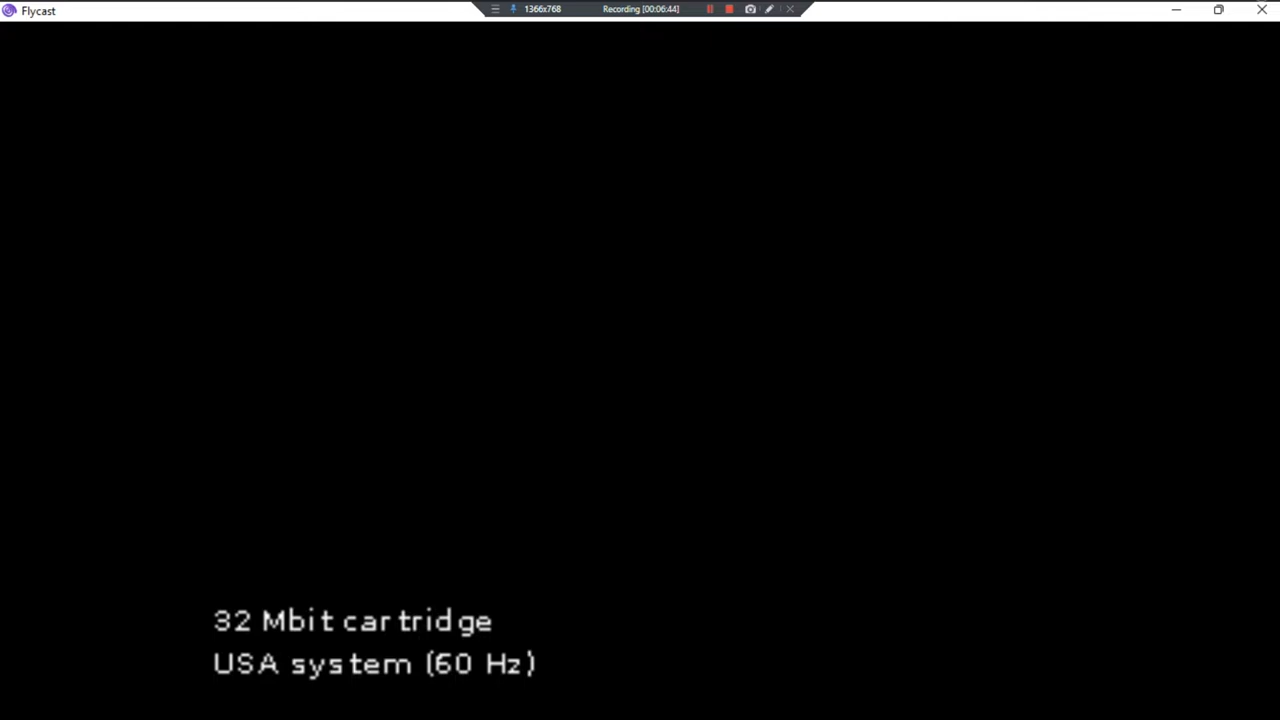 Flycast
1366x768
Recording [00:06:44]
32 Mbit cartridge
USA system (60 Hz)